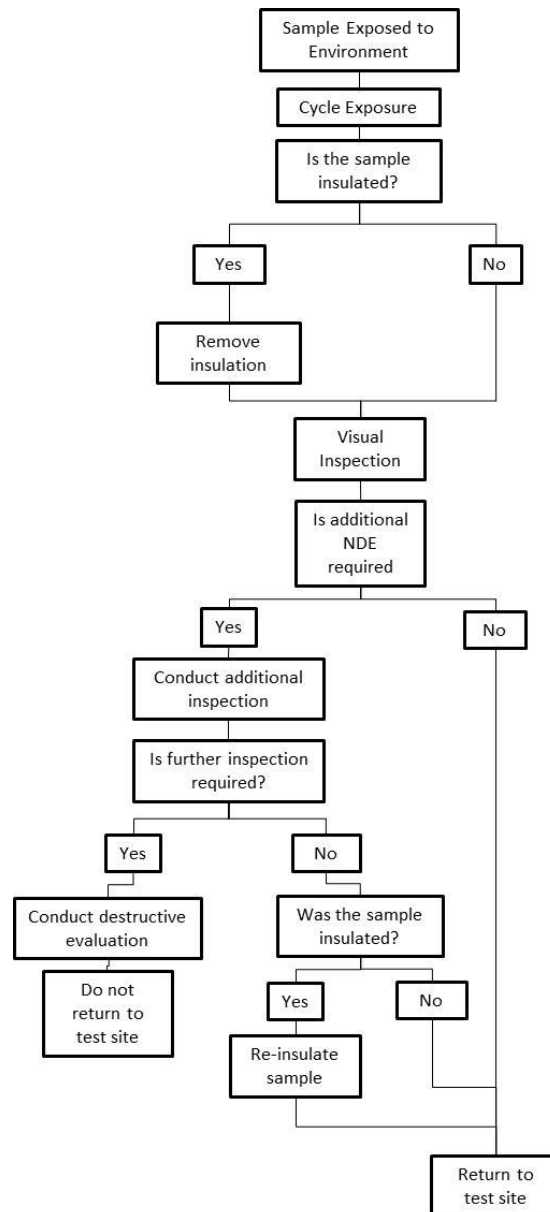 Sample Exposed to
Environment
Cycle Exposure
Is the sample
insulated?
Yes
No
Remove
insulation
Visual
Inspection
Is additional
NDE
required
Yes
No
Conduct additional
inspection
Is further inspection
required?
Yes
No
Conduct destructive
evaluation
Was the sample
insulated?
Do not
return to
test site
Yes
No
Re-insulate
sample
Return to
test site